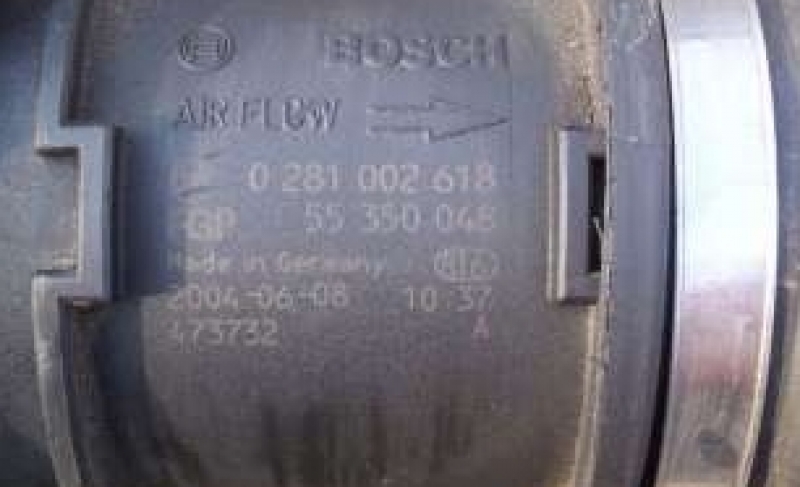 BOSCH
AIR FLOW
0 281 002 618
GP 55 350 048
Made in Germany
2004-06-08 10:37
473732 A